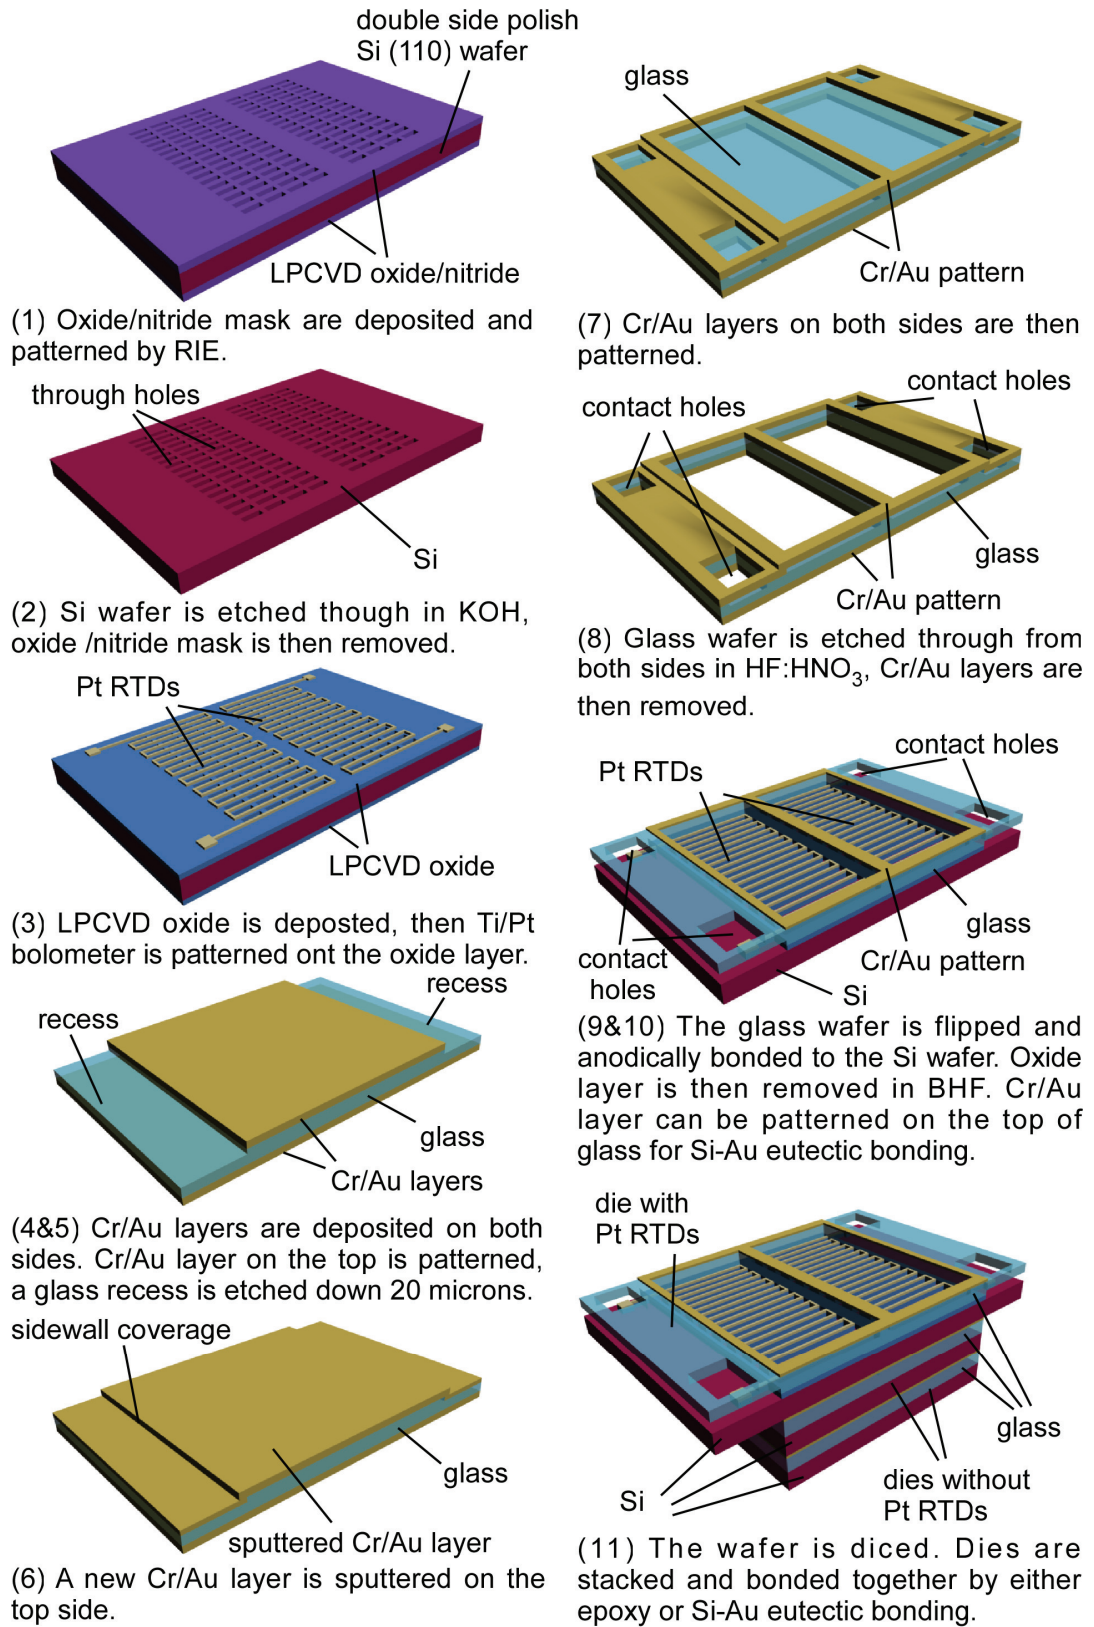 double side polish
Si (110) wafer
LPCVD oxide/nitride
(1) Oxide/nitride mask are deposited and
patterned by RIE.
through holes
Si
(2) Si wafer is etched though in KOH,
oxide /nitride mask is then removed.
Pt RTDs
LPCVD oxide
(3) LPCVD oxide is deposted, then Ti/Pt
bolometer is patterned ont the oxide layer.
recess
recess
glass
Cr/Au layers
(4&5) Cr/Au layers are deposited on both
sides. Cr/Au layer on the top is patterned,
a glass recess is etched down 20 microns.
sidewall coverage
glass
sputtered Cr/Au layer
(6) A new Cr/Au layer is sputtered on the
top side.
glass
Cr/Au pattern
(7) Cr/Au layers on both sides are then
patterned.
contact holes
contact holes
glass
Cr/Au pattern
(8) Glass wafer is etched through from
both sides in HF:HNO3, Cr/Au layers are
then removed.
contact holes
Pt RTDs
glass
contact
holes
Cr/Au pattern
Si
(9&10) The glass wafer is flipped and
anodically bonded to the Si wafer. Oxide
layer is then removed in BHF. Cr/Au
layer can be patterned on the top of
glass for Si-Au eutectic bonding.
die with
Pt RTDs
glass
dies without
Pt RTDs
Si
(11) The wafer is diced. Dies are
stacked and bonded together by either
epoxy or Si-Au eutectic bonding.